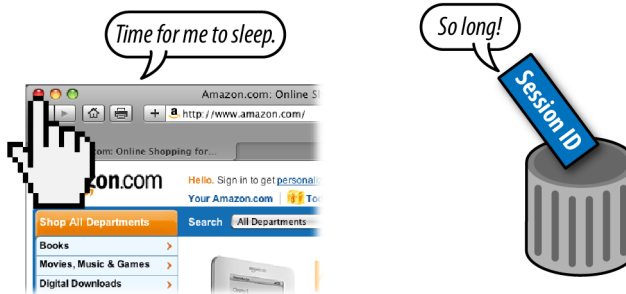 Time for me to sleep.
So long!
Session ID
Amazon.com: Online
http://www.amazon.com/
om: Online Shopping for...
zon.com
Hello. Sign in to get
Your Amazon.com
Shop All Departments
Search
All Departments
Books
Movies, Music & Games
Digital Downloads